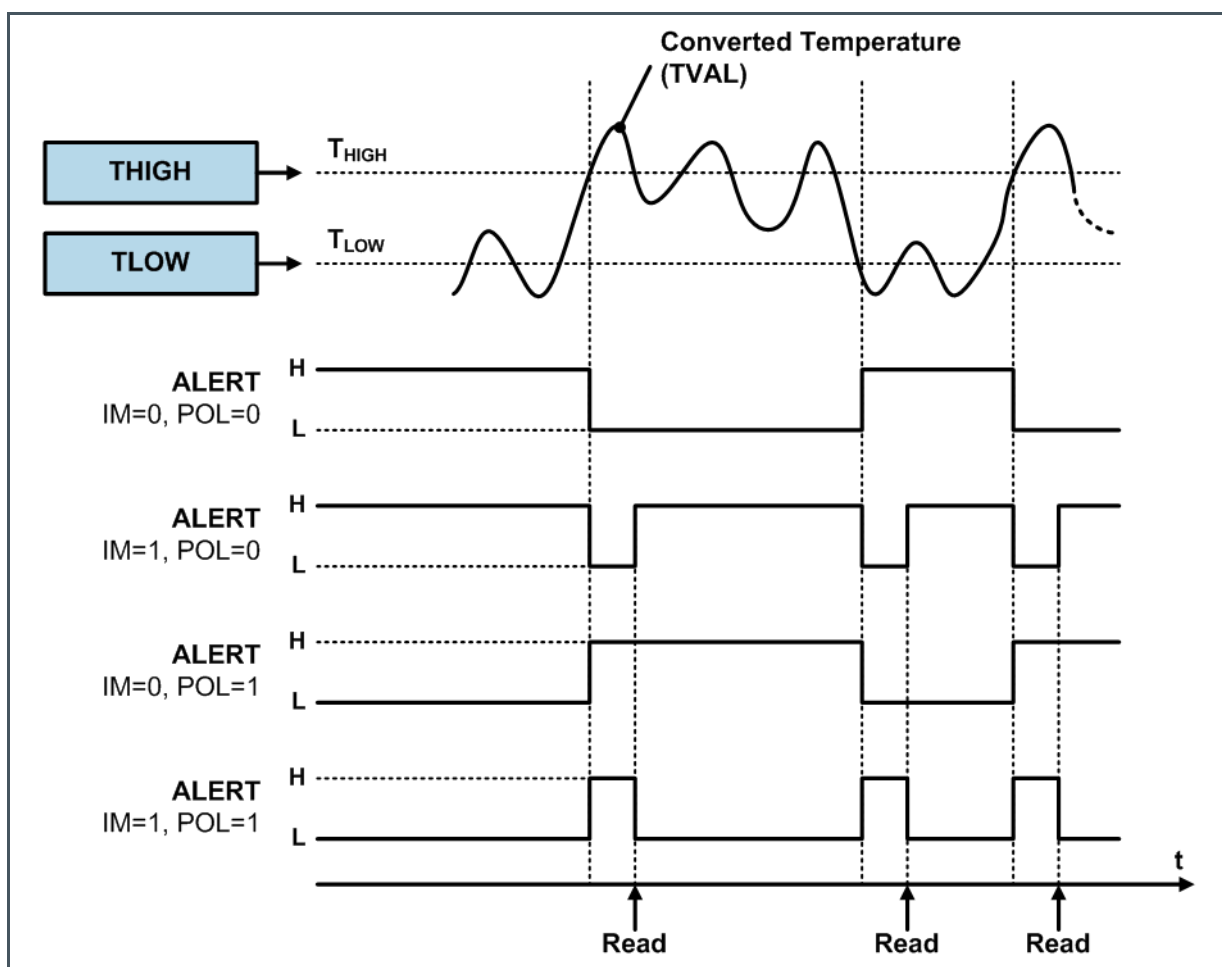 Converted Temperature
(TVAL)
THIGH
THIGH
TLOW
TLOW
ALERT
IM=0, POL=0
H
L
ALERT
IM=1, POL=0
H
L
ALERT
IM=0, POL=1
H
L
ALERT
IM=1, POL=1
H
L
t
Read
Read
Read